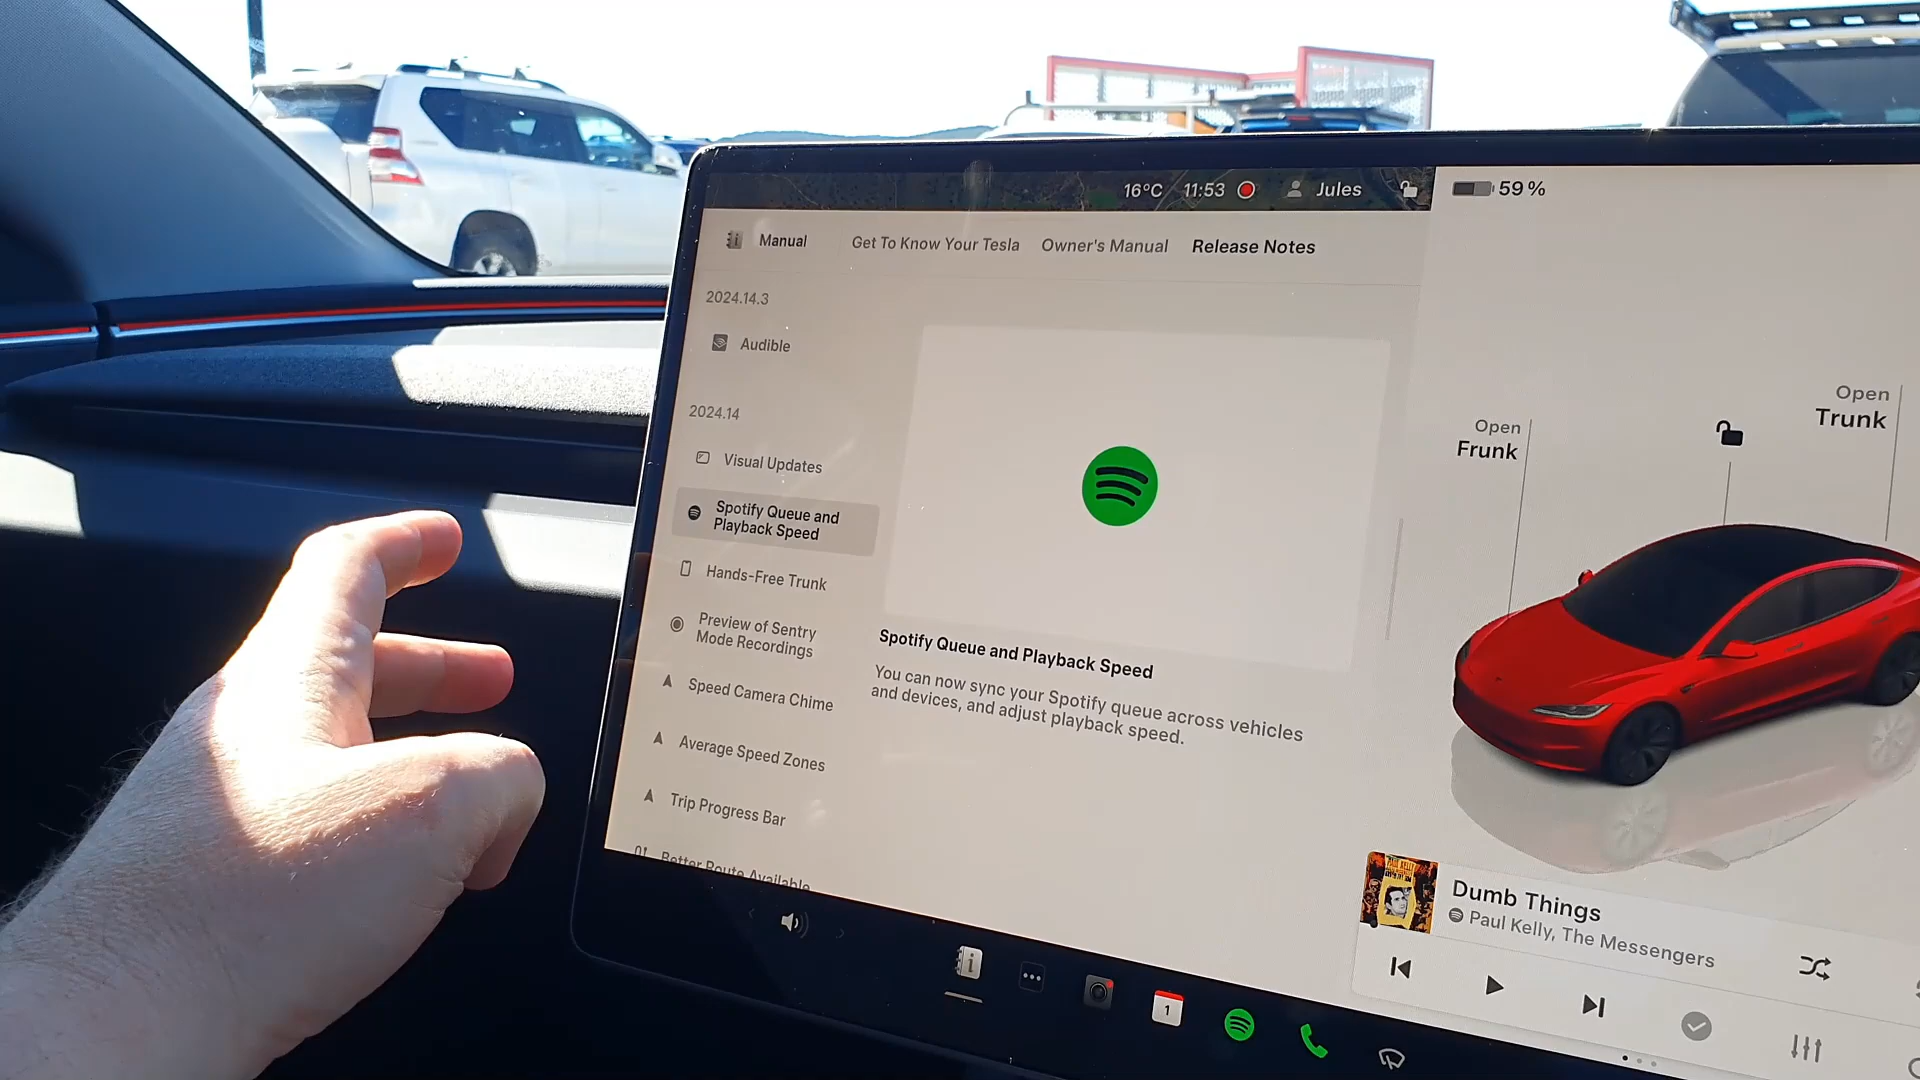 16°C 11:53 Jules 59 %
Manual Get To Know Your Tesla Owner's Manual Release Notes
2024.14.3
Audible
2024.14
Visual Updates
Spotify Queue and
Playback Speed
Hands-Free Trunk
Preview of Sentry
Mode Recordings
Speed Camera Chime
Average Speed Zones
Trip Progress Bar
Better Route Available
Spotify Queue and Playback Speed
You can now sync your Spotify queue across vehicles
and devices, and adjust playback speed.
Open
Frunk
Open
Trunk
PAUL KELLY
Dumb Things
Paul Kelly, The Messengers
1